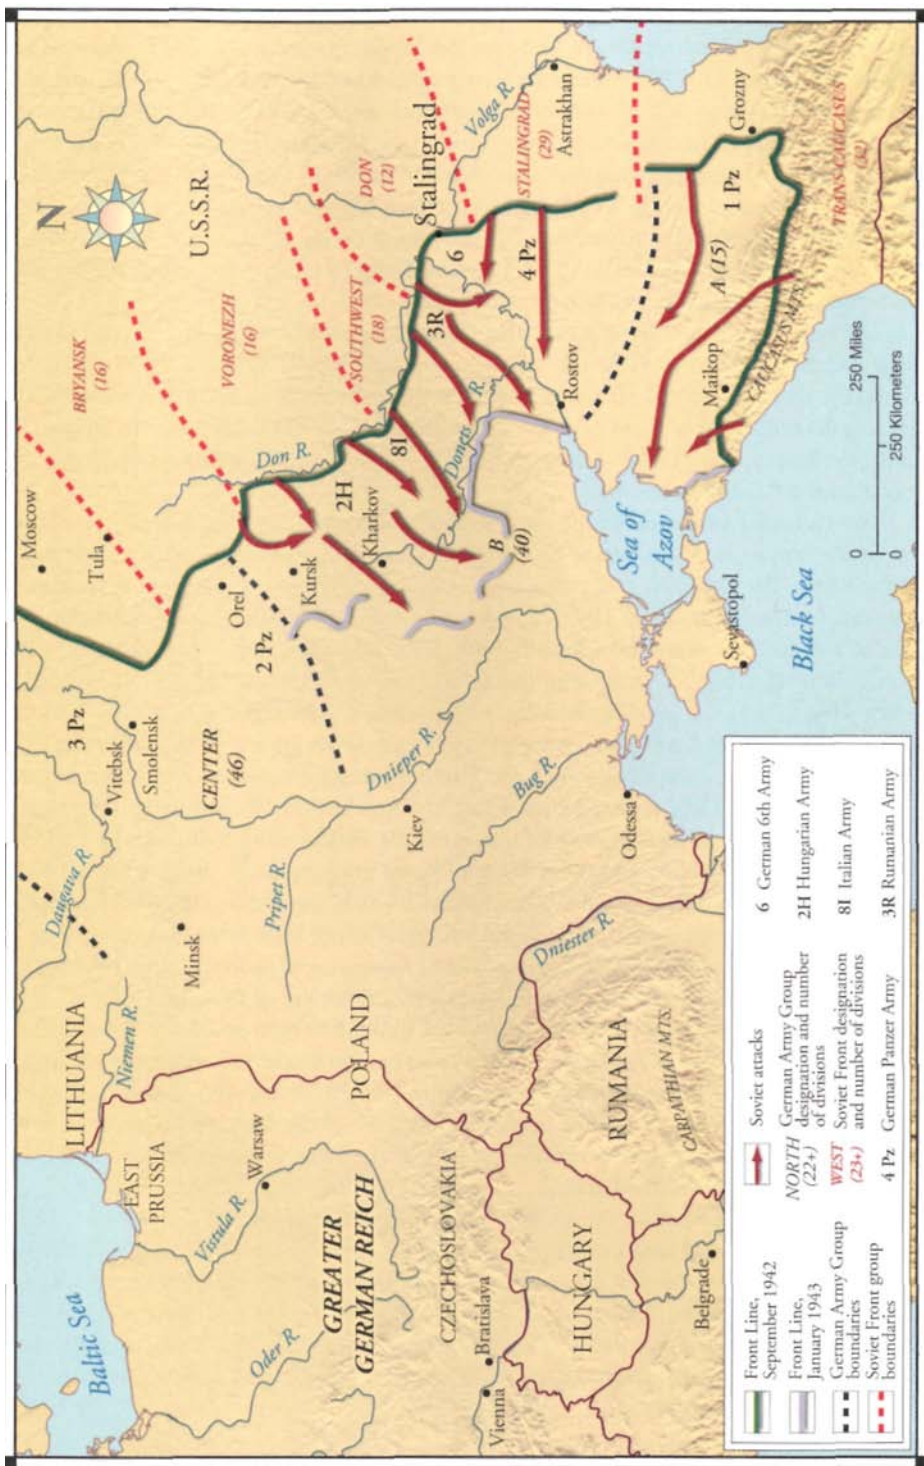 N
U.S.S.R.
Baltic Sea
LITHUANIA
EAST
PRUSSIA
Niemen R.
Daugava R.
Vitebsk
Smolensk
3 Pz
Moscow
Tula
BRYANSK
(16)
VORONEZH
(16)
SOUTHWEST
(18)
DON
(12)
STALINGRAD
(29)
TRANS-CAUCASES
(32)
Minsk
CENTER
(46)
2 Pz
Orel
Kursk
Don R.
2H
8I
3R
6
Stalingrad
Volga R.
Astrakhan
4 Pz
Vistula R.
Warsaw
Oder R.
GREATER
GERMAN REICH
POLAND
Pripet R.
Kiev
Dnieper R.
Kharkov
Donets R.
B
(40)
Rostov
A (15)
1 Pz
Grozny
Maikop
CAUCASUS MTS.
CZECHOSLOVAKIA
Bratislava
Vienna
HUNGARY
Belgrade
RUMANIA
CARPATHIAN MTS.
Dniester R.
Bug R.
Odessa
Sea of
Azov
Sevastopol
Black Sea
0 250 Miles
0 250 Kilometers
Front Line,
September 1942
Front Line,
January 1943
German Army Group
boundaries
Soviet Front group
boundaries
Soviet attacks
NORTH
(22+)
German Army Group
designation and number
of divisions
WEST
(23+)
Soviet Front designation
and number of divisions
4 Pz German Panzer Army
6 German 6th Army
2H Hungarian Army
8I Italian Army
3R Rumanian Army